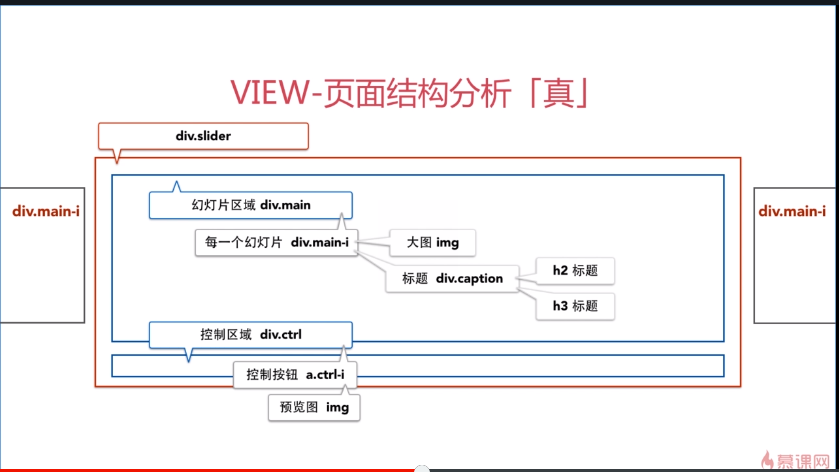 VIEW-页面结构分析「真」
div.slider
div.main-i
div.main-i
幻灯片区域 div.main
每一个幻灯片 div.main-i
大图 img
标题 div.caption
h2 标题
h3 标题
控制区域 div.ctrl
控制按钮 a.ctrl-i
预览图 img
慕课网